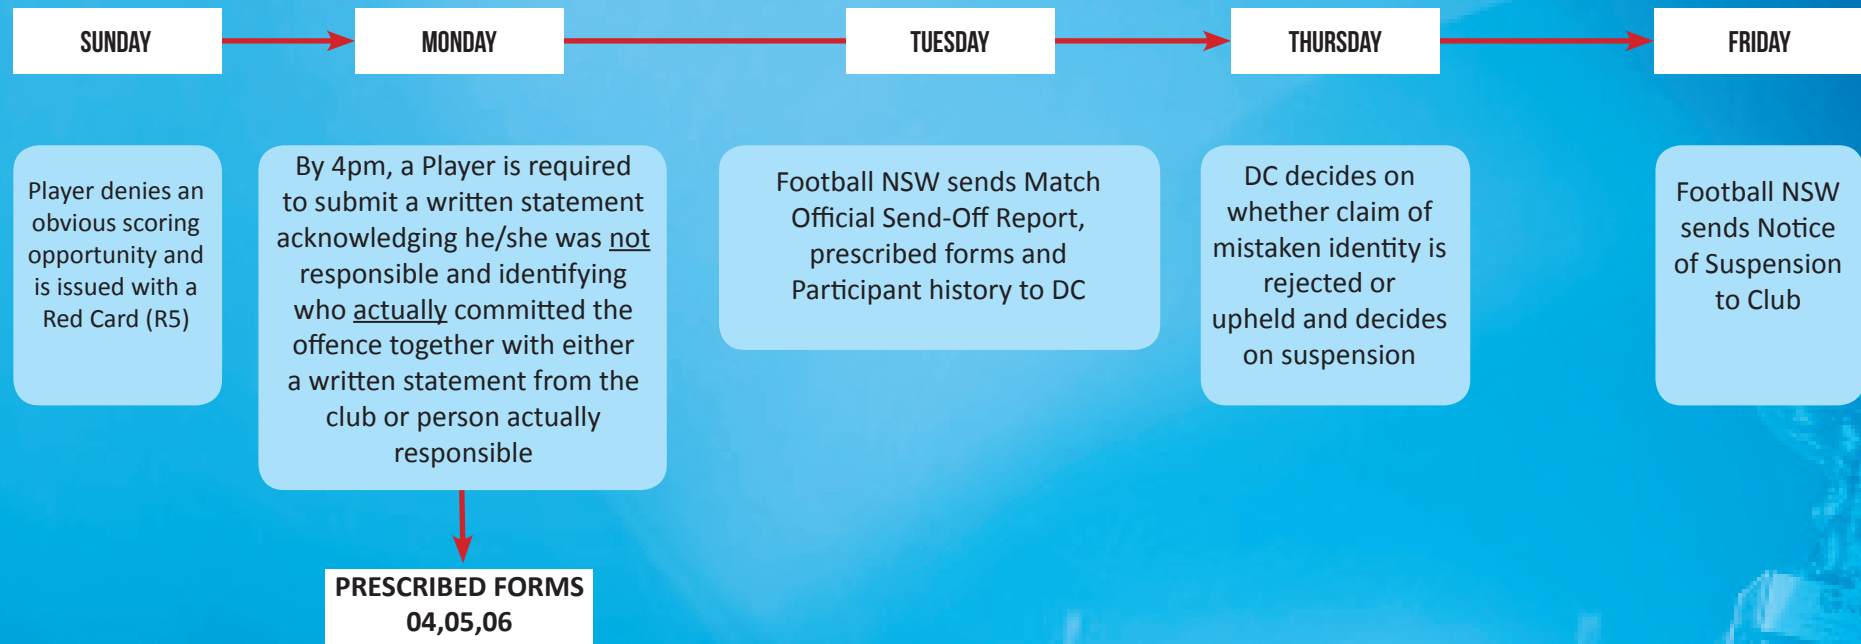 SUNDAY
MONDAY
TUESDAY
THURSDAY
FRIDAY
Player denies an
obvious scoring
opportunity and
is issued with a
Red Card (R5)
By 4pm, a Player is required
to submit a written statement
acknowledging he/she was not
responsible and identifying
who actually committed the
offence together with either
a written statement from the
club or person actually
responsible
PRESCRIBED FORMS
04,05,06
Football NSW sends Match
Official Send-Off Report,
prescribed forms and
Participant history to DC
DC decides on
whether claim of
mistaken identity is
rejected or
upheld and decides
on suspension
Football NSW
sends Notice
of Suspension
to Club